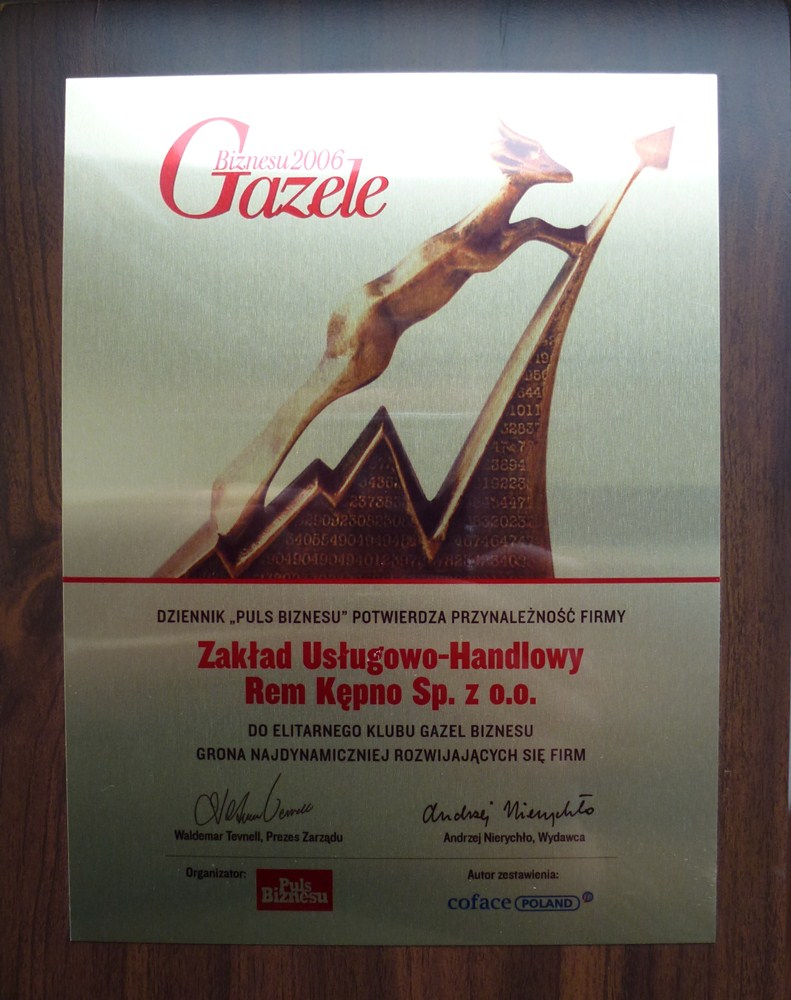 Biznesu 2006
Gazele
DZIENNIK „PULS BIZNESU” POTWIERDZA PRZYNALEŻNOŚĆ FIRMY
Zakład Usługowo-Handlowy
Rem Kępno Sp. z o.o.
DO ELITARNEGO KLUBU GAZEL BIZNESU
GRONA NAJDYNAMICZNIEJ ROZWIJAJĄCYCH SIĘ FIRM
Andrzej Nierychło
Waldemar Tevnell, Prezes Zarządu
Andrzej Nierychło, Wydawca
Organizator:
Puls
Biznesu
Autor zestawienia:
coface POLAND